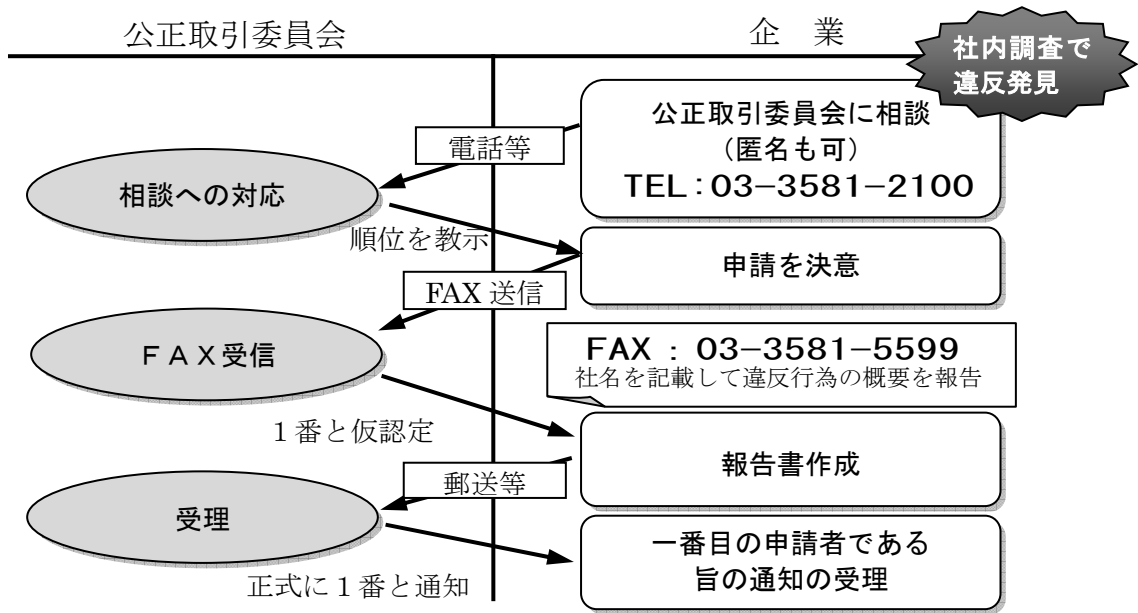 公正取引委員会
企 業
社内調査で
違反発見
公正取引委員会に相談
（匿名も可）
TEL：03－3581－2100
電話等
相談への対応
順位を教示
申請を決意
FAX 送信
ＦＡＸ受信
FAX : 03－3581－5599
社名を記載して違反行為の概要を報告
１番と仮認定
報告書作成
郵送等
受理
一番目の申請者である
旨の通知の受理
正式に１番と通知